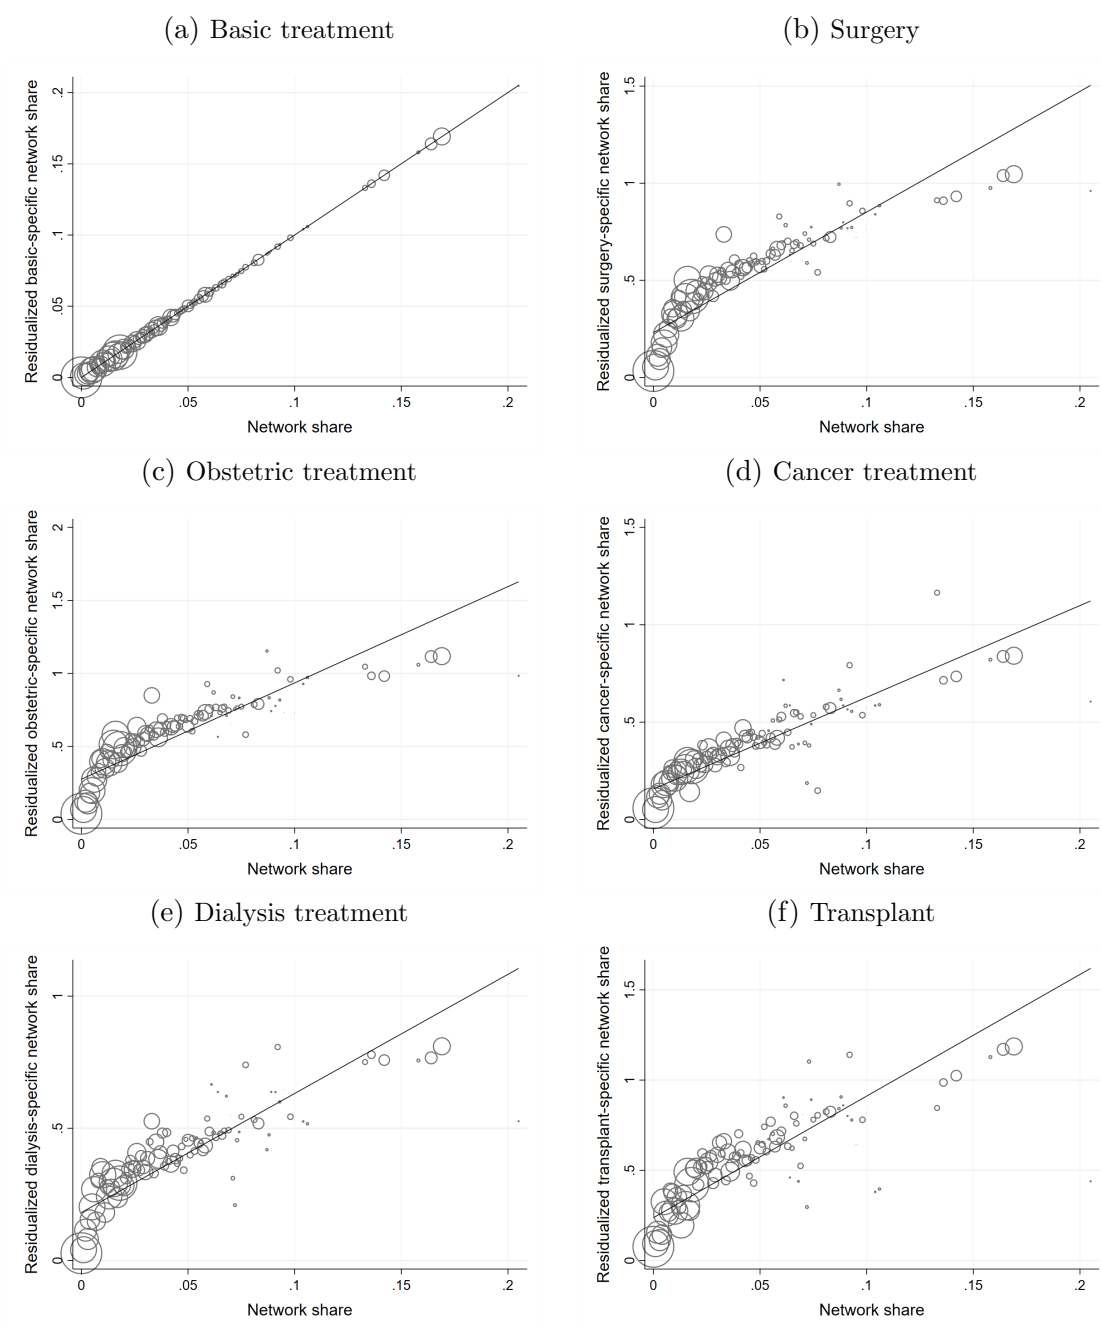 (a) Basic treatment
(b) Surgery
Residualized basic-specific network share
0 .05 .1 .15 .2
0 .05 .1 .15 .2
Network share
Residualized surgery-specific network share
0 .5 1 1.5
0 .05 .1 .15 .2
Network share
(c) Obstetric treatment
(d) Cancer treatment
Residualized obstetric-specific network share
0 .5 1 1.5 2
0 .05 .1 .15 .2
Network share
Residualized cancer-specific network share
0 .5 1 1.5
0 .05 .1 .15 .2
Network share
(e) Dialysis treatment
(f) Transplant
Residualized dialysis-specific network share
0 .5 1
0 .05 .1 .15 .2
Network share
Residualized transplant-specific network share
0 .5 1 1.5
0 .05 .1 .15 .2
Network share